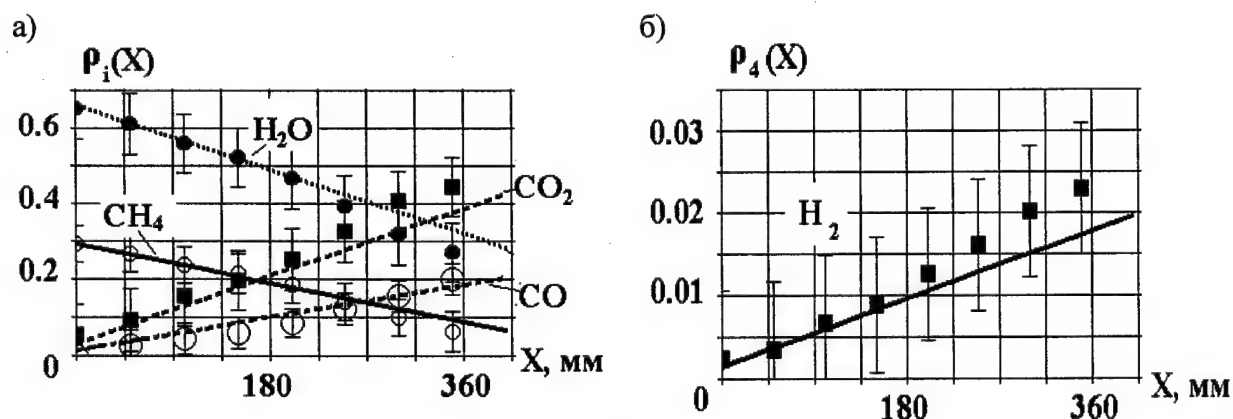 а)
ρᵢ(X)
0.6
0.4
0.2
0
H₂O
CH₄
CO₂
CO
180
360
X, мм
б)
ρ₄(X)
0.03
0.02
0.01
0
H₂
180
360
X, мм